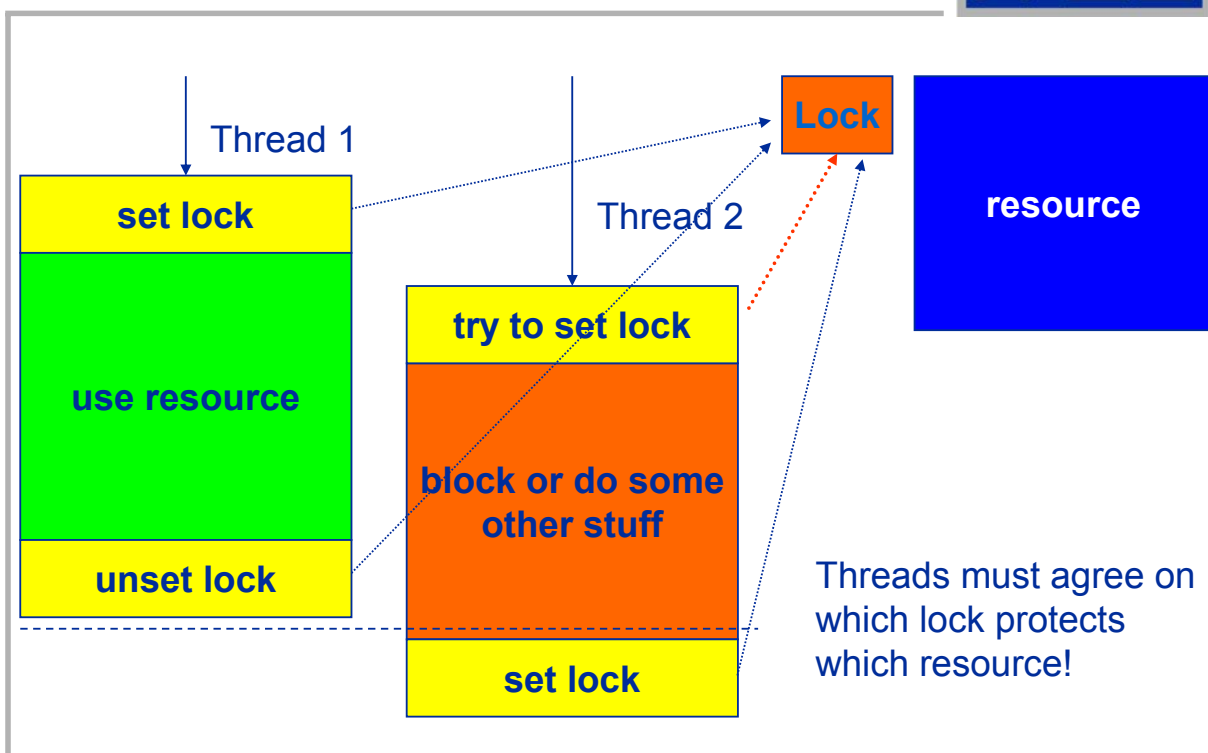 Thread 1
set lock
use resource
unset lock
Thread 2
try to set lock
block or do some
other stuff
set lock
Lock
resource
Threads must agree on
which lock protects
which resource!